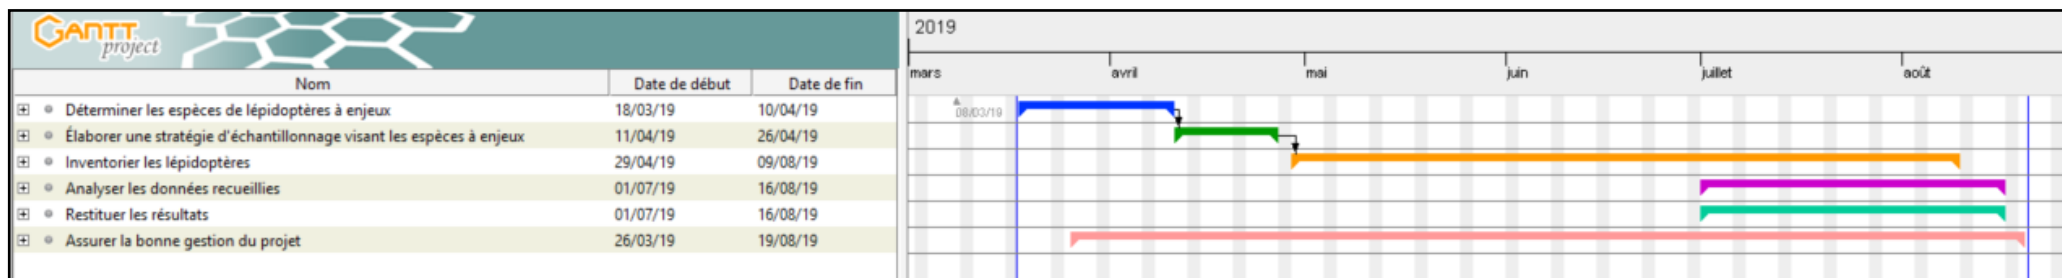 GANTT
project
2019
mars avril mai juin juillet août
Nom Date de début Date de fin
08/03/19
Déterminer les espèces de lépidoptères à enjeux 18/03/19 10/04/19
Élaborer une stratégie d'échantillonnage visant les espèces à enjeux 11/04/19 26/04/19
Inventorier les lépidoptères 29/04/19 09/08/19
Analyser les données recueillies 01/07/19 16/08/19
Restituer les résultats 01/07/19 16/08/19
Assurer la bonne gestion du projet 26/03/19 19/08/19